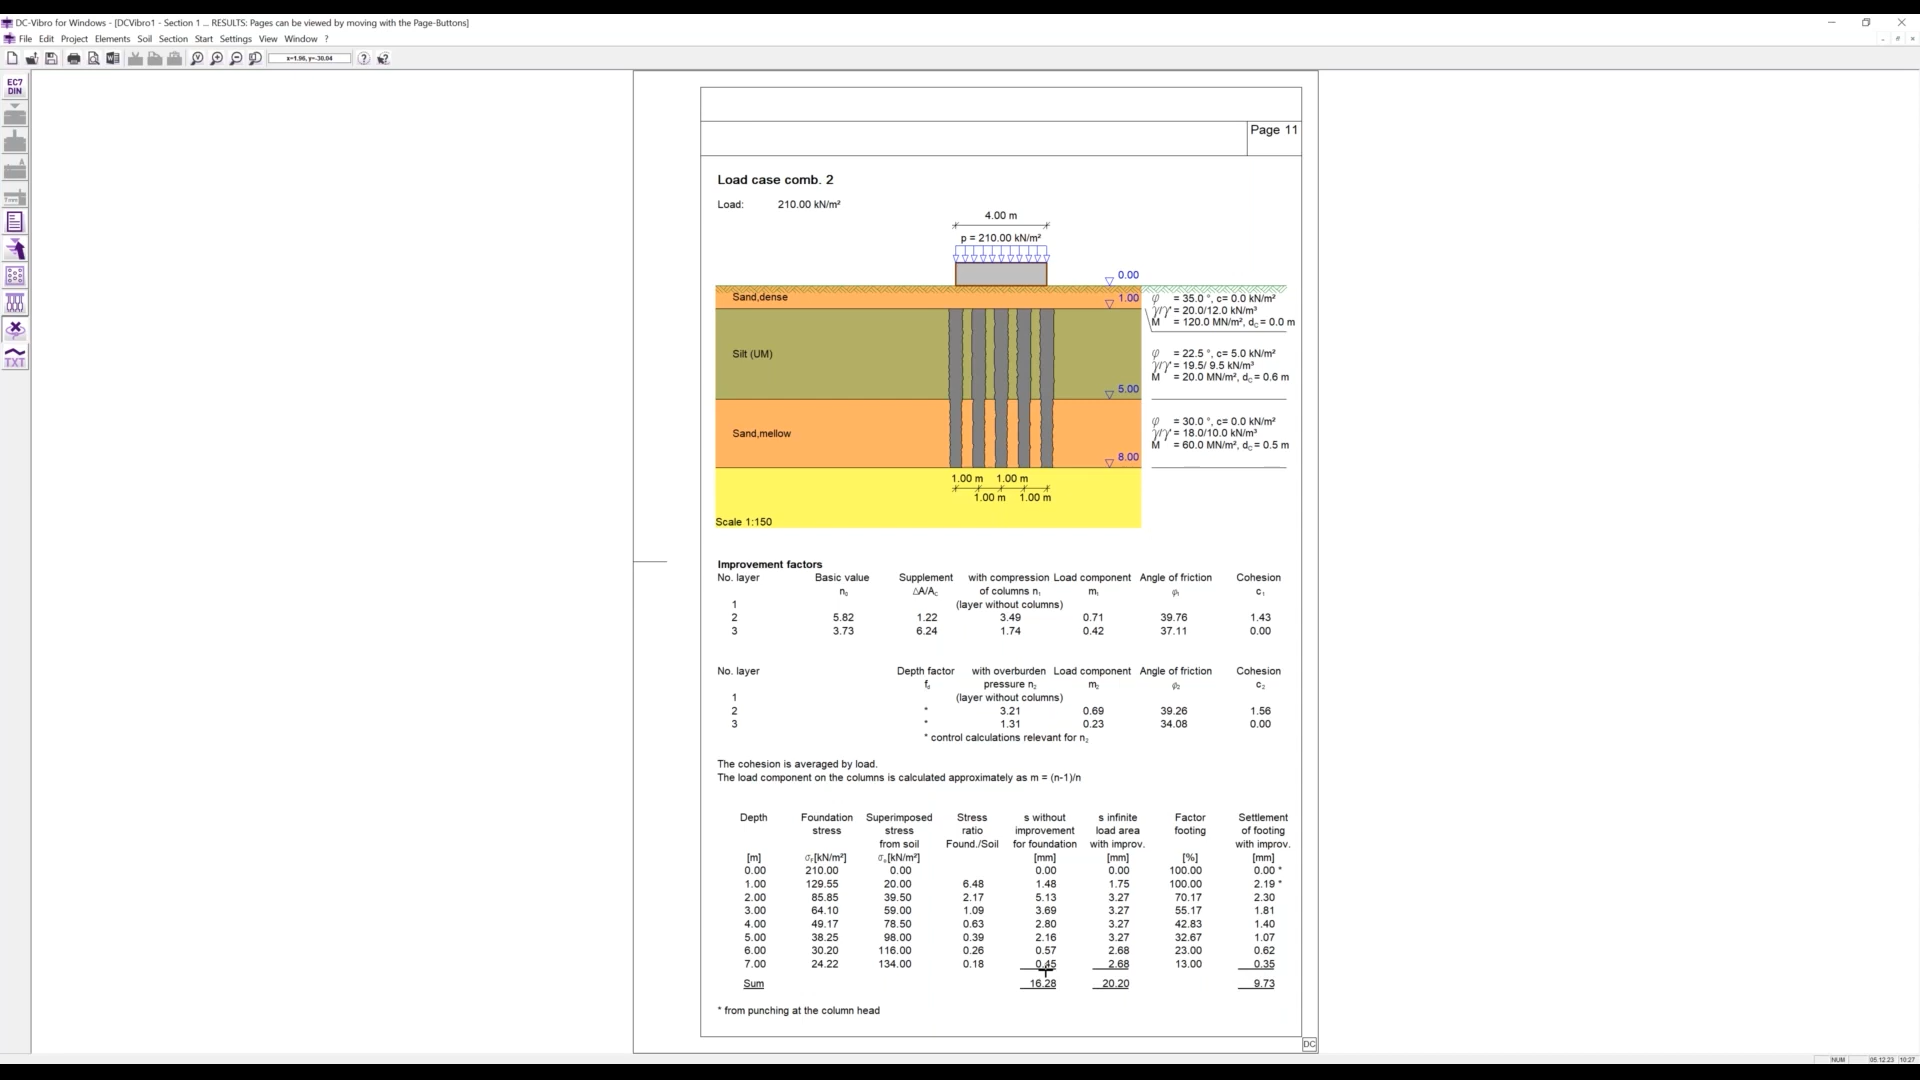 DC-Vibro for Windows - [DCVibro1 - Section 1 ... RESULTS: Pages can be viewed by moving with the Page-Buttons]
File Edit Project Elements Soil Section Start Settings View Window ?
x=1.96, y=-30.04
EC7
DIN
TXT
Page 11
Load case comb. 2
Load: 210.00 kN/m²
4.00 m
p = 210.00 kN/m²
0.00
Sand,dense 1.00
φ = 35.0 °, c= 0.0 kN/m²
γ/γ' = 20.0/12.0 kN/m³
M = 120.0 MN/m², dc = 0.0 m
Silt (UM)
φ = 22.5 °, c= 5.0 kN/m²
γ/γ' = 19.5/ 9.5 kN/m³
M = 20.0 MN/m², dc = 0.6 m
5.00
Sand,mellow
φ = 30.0 °, c= 0.0 kN/m²
γ/γ' = 18.0/10.0 kN/m³
M = 60.0 MN/m², dc = 0.5 m
8.00
1.00 m 1.00 m
1.00 m 1.00 m
Scale 1:150
Improvement factors
No. layer Basic value Supplement with compression Load component Angle of friction Cohesion
n₀ ΔA/Ac of columns n₁ m₁ φ₁ c₁
1 (layer without columns)
2 5.82 1.22 3.49 0.71 39.76 1.43
3 3.73 6.24 1.74 0.42 37.11 0.00
No. layer Depth factor with overburden Load component Angle of friction Cohesion
fd pressure n₂ m₂ φ₂ c₂
1 (layer without columns)
2 * 3.21 0.69 39.26 1.56
3 * 1.31 0.23 34.08 0.00
* control calculations relevant for n₂
The cohesion is averaged by load.
The load component on the columns is calculated approximately as m = (n-1)/n
Depth Foundation Superimposed Stress s without s infinite Factor Settlement
stress stress ratio improvement load area footing of footing
from soil Found./Soil for foundation with improv. with improv.
[m] [kN/m²] [kN/m²] [mm] [mm] [%] [mm]
0.00 210.00 0.00 0.00 0.00 100.00 0.00 *
1.00 129.55 20.00 6.48 1.48 1.75 100.00 2.19 *
2.00 85.85 39.50 2.17 5.13 3.27 70.17 2.30
3.00 64.10 59.00 1.09 3.69 3.27 55.17 1.81
4.00 49.17 78.50 0.63 2.80 3.27 42.83 1.40
5.00 38.25 98.00 0.39 2.16 3.27 32.67 1.07
6.00 30.20 116.00 0.26 0.57 2.68 23.00 0.62
7.00 24.22 134.00 0.18 0.45 2.68 13.00 0.35
Sum 16.28 20.20 9.73
* from punching at the column head
DC
NUM 05.12.23 10:27